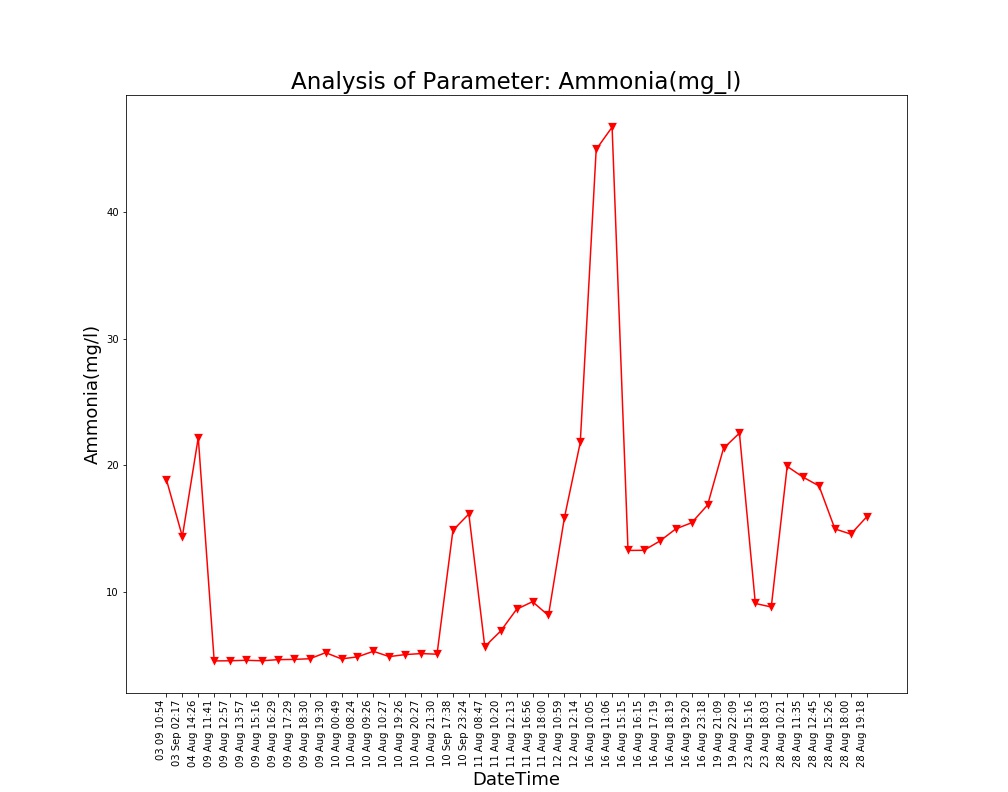 Analysis of Parameter: Ammonia(mg_l)
Ammonia(mg/l)
40
30
20
10
03 09 10:54
03 Sep 02:17
04 Aug 14:26
09 Aug 11:41
09 Aug 12:57
09 Aug 13:57
09 Aug 15:16
09 Aug 16:29
09 Aug 17:29
09 Aug 18:30
09 Aug 19:30
10 Aug 00:49
10 Aug 08:24
10 Aug 09:26
10 Aug 10:27
10 Aug 19:26
10 Aug 20:27
10 Aug 21:30
10 Sep 17:38
10 Sep 23:24
11 Aug 08:47
11 Aug 10:20
11 Aug 12:13
11 Aug 16:56
11 Aug 18:00
12 Aug 10:59
12 Aug 12:14
16 Aug 10:05
16 Aug 11:06
16 Aug 15:15
16 Aug 16:15
16 Aug 17:19
16 Aug 18:19
16 Aug 19:20
16 Aug 23:18
19 Aug 21:09
19 Aug 22:09
23 Aug 15:16
23 Aug 18:03
28 Aug 10:21
28 Aug 11:35
28 Aug 12:45
28 Aug 15:26
28 Aug 18:00
28 Aug 19:18
DateTime